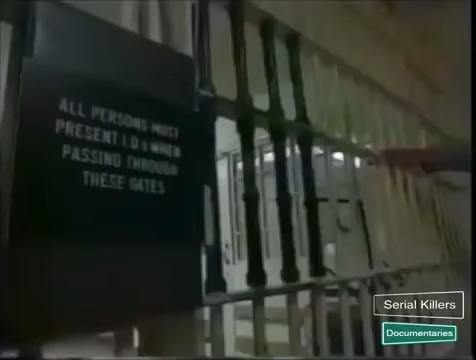 ALL PERSONS MUST
PRESENT I.D.s WHEN
PASSING THROUGH
THESE GATES
Serial Killers
Documentaries